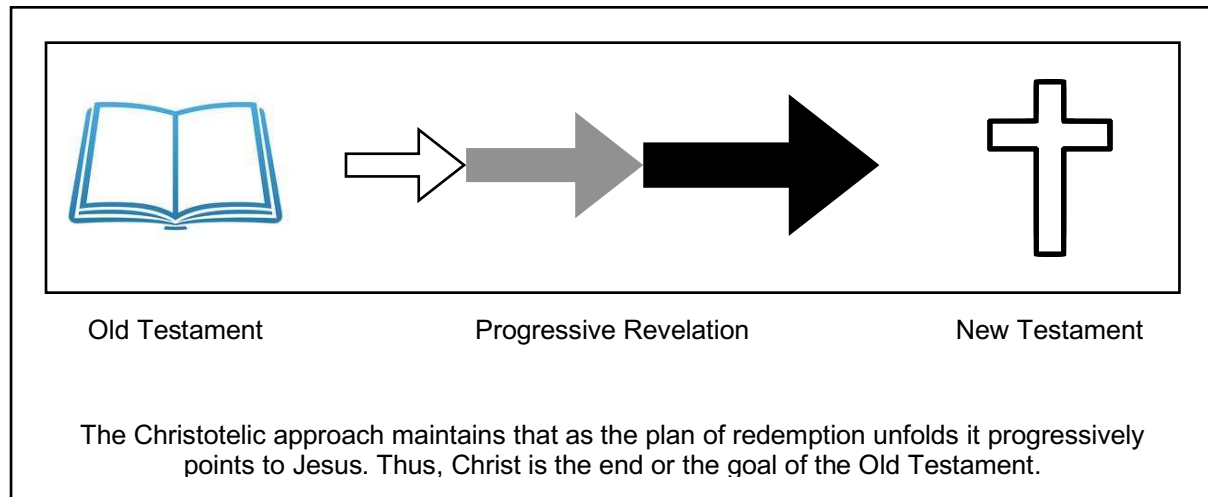 Old Testament
Progressive Revelation
New Testament
The Christotelic approach maintains that as the plan of redemption unfolds it progressively
points to Jesus. Thus, Christ is the end or the goal of the Old Testament.